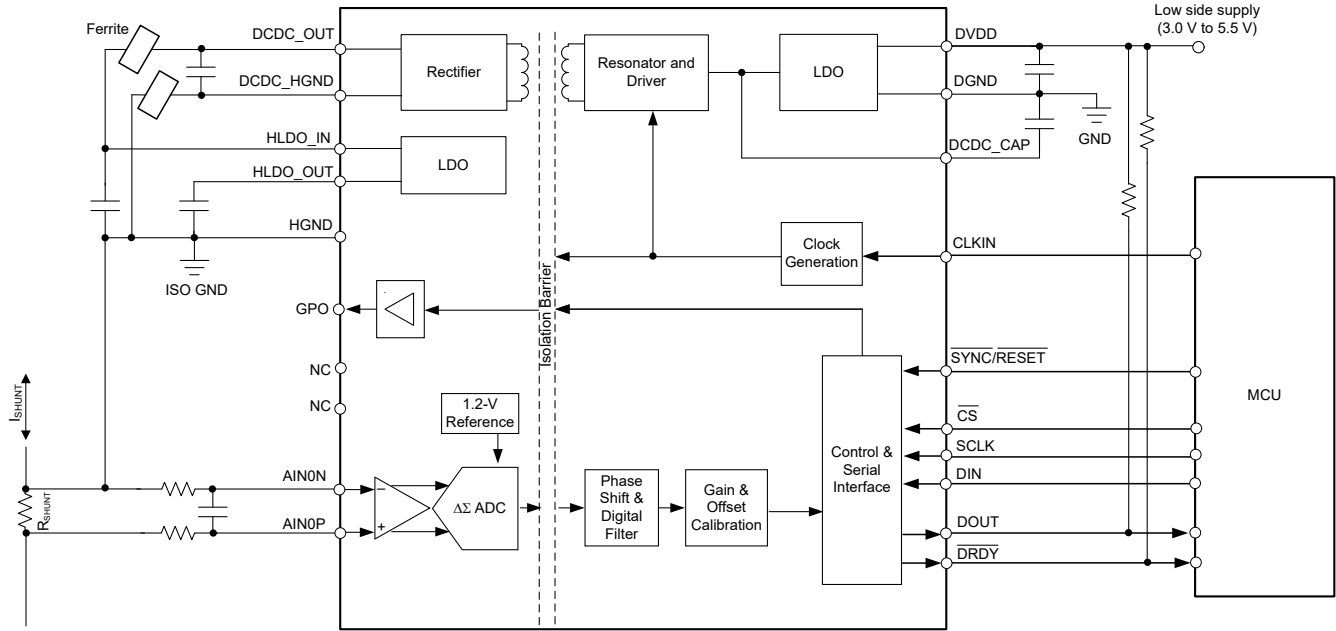 Low side supply
(3.0 V to 5.5 V)
Ferrite
DCDC_OUT
DCDC_HGND
Rectifier
Resonator and
Driver
LDO
DVDD
DGND
GND
DCDC_CAP
HLDO_IN
HLDO_OUT
LDO
HGND
ISO GND
Clock
Generation
CLKIN
GPO
Isolation Barrier
NC
NC
SYNC/RESET
MCU
ISHUNT
1.2-V
Reference
CS
SCLK
DIN
Control &
Serial
Interface
AIN0N
RSHUNT
AIN0P
−
+
ΔΣ ADC
Phase
Shift &
Digital
Filter
Gain &
Offset
Calibration
DOUT
DRDY